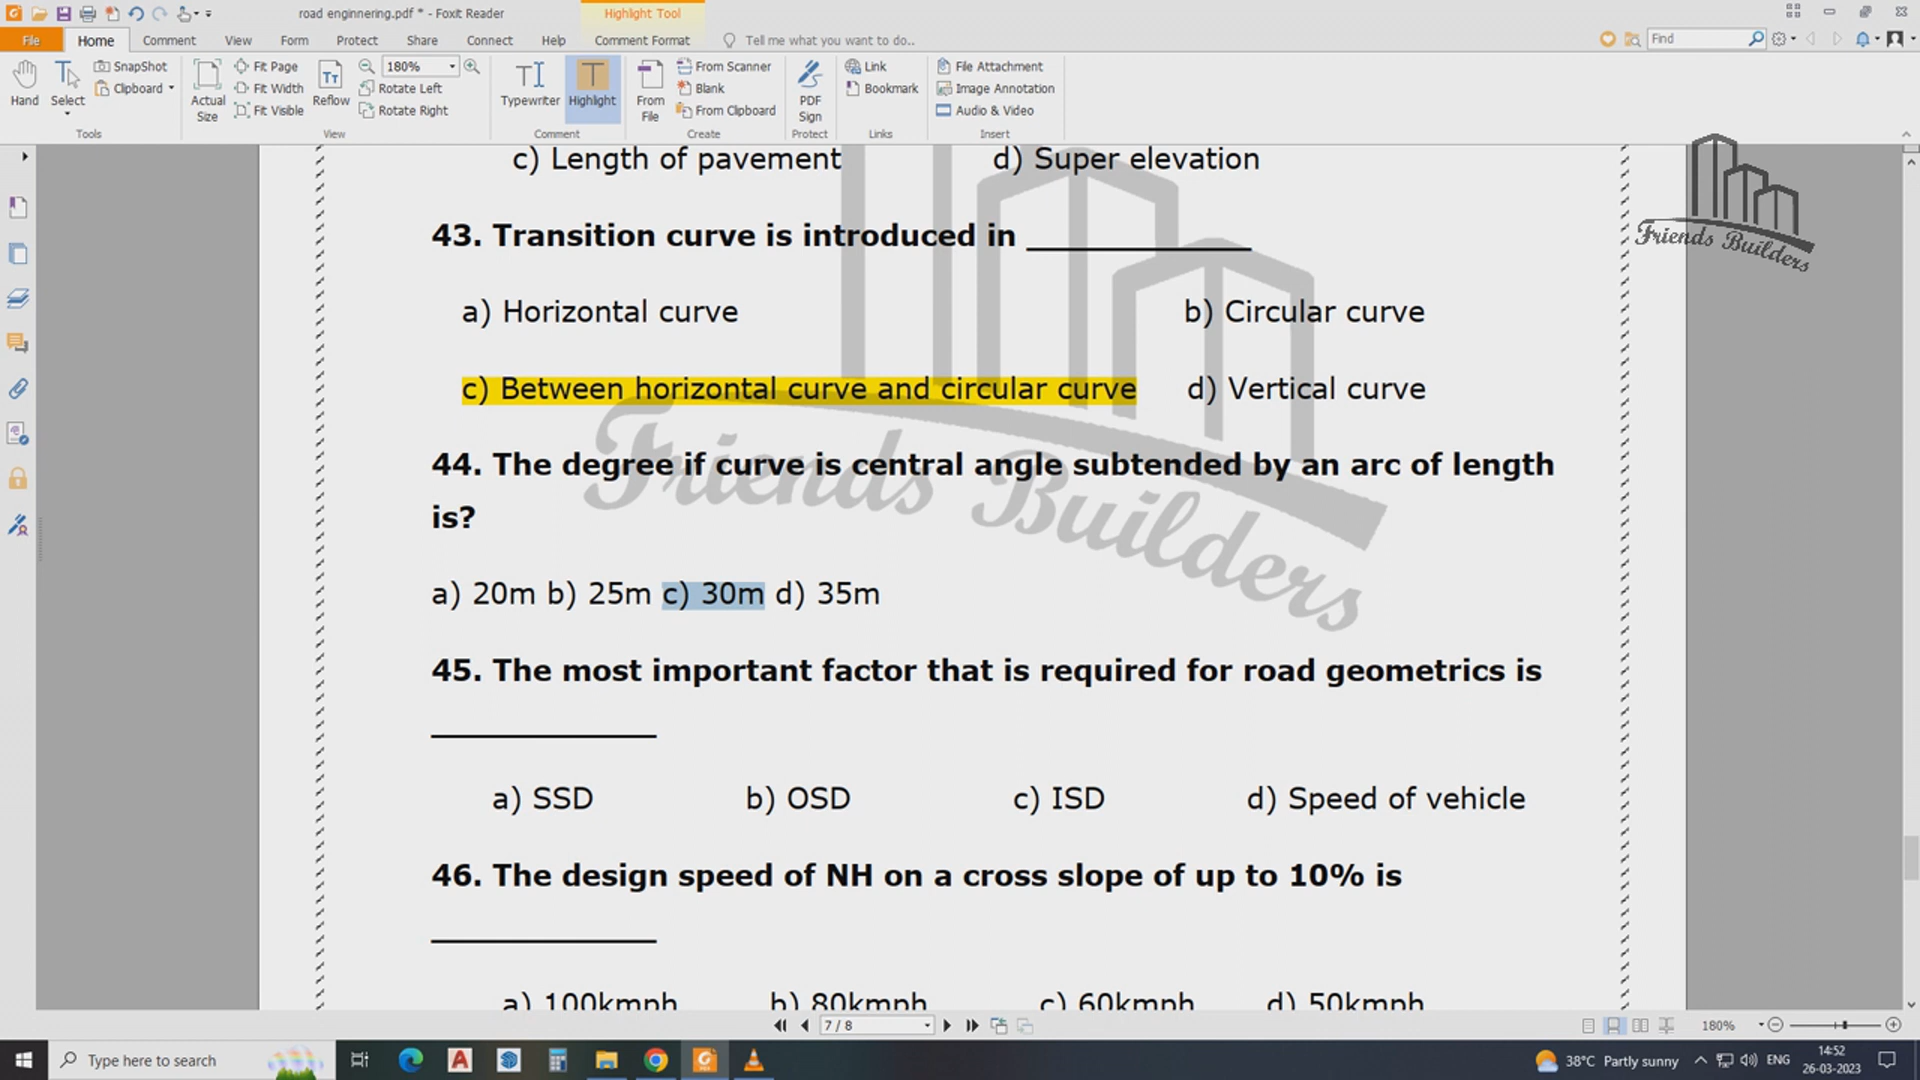 road enginnering.pdf * - Foxit Reader
Highlight Tool
File Home Comment View Form Protect Share Connect Help Comment Format Tell me what you want to do.. Find
Hand
Select
SnapShot
Clipboard
Tools
Actual Size
Fit Page
Fit Width
Fit Visible
Reflow
180%
Rotate Left
Rotate Right
View
Typewriter
Highlight
Comment
From File
From Scanner
Blank
From Clipboard
Create
PDF Sign
Protect
Link
Bookmark
Links
File Attachment
Image Annotation
Audio & Video
Insert
Friends Builders
c) Length of pavement d) Super elevation
43. Transition curve is introduced in ______________
a) Horizontal curve b) Circular curve
c) Between horizontal curve and circular curve d) Vertical curve
44. The degree if curve is central angle subtended by an arc of length
is?
a) 20m b) 25m c) 30m d) 35m
45. The most important factor that is required for road geometrics is
______________
a) SSD b) OSD c) ISD d) Speed of vehicle
46. The design speed of NH on a cross slope of up to 10% is
______________
a) 100kmph b) 80kmph c) 60kmph d) 50kmph
Friends Builders
7 / 8
180%
Type here to search
38°C Partly sunny
ENG
14:52
26-03-2023